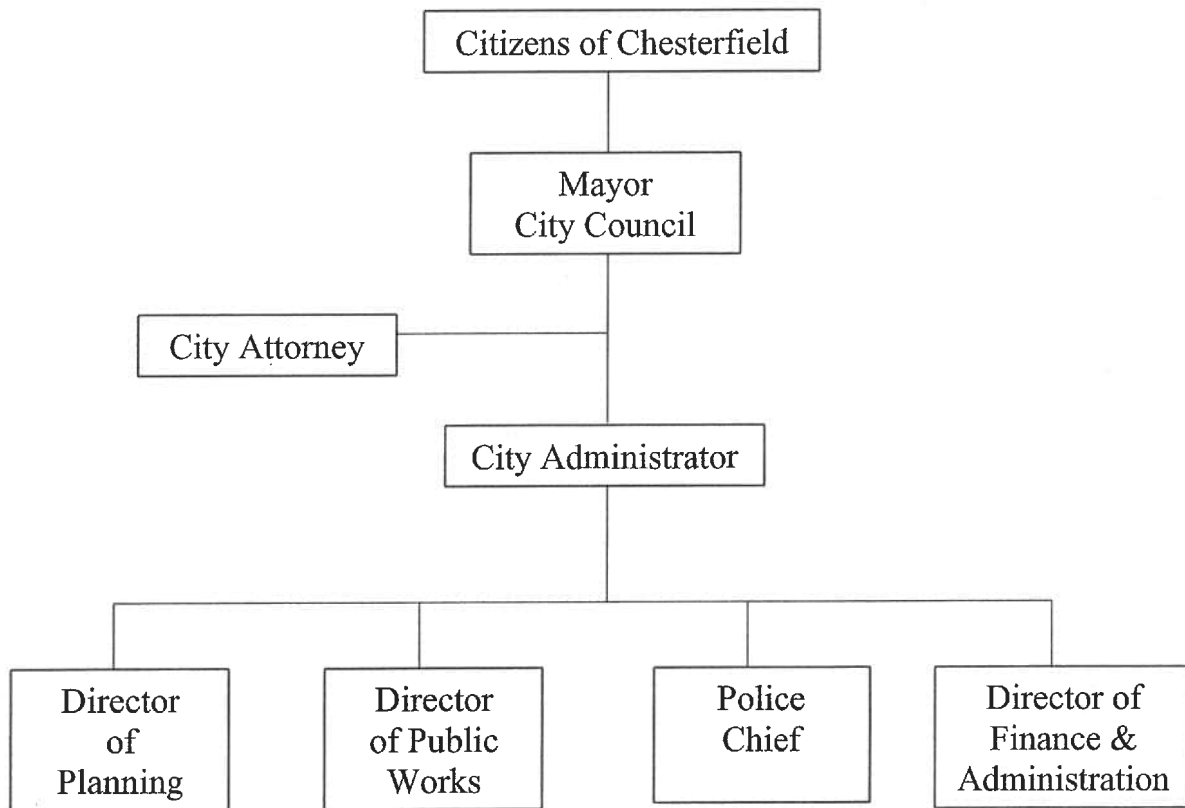 Citizens of Chesterfield
Mayor
City Council
City Attorney
City Administrator
Director
of
Planning
Director
of Public
Works
Police
Chief
Director of
Finance &
Administration